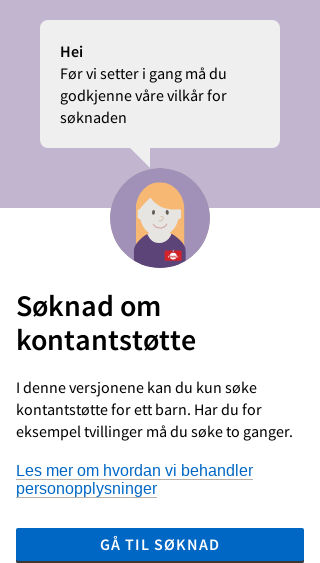 Hei
Før vi setter i gang må du
godkjenne våre vilkår for
søknaden
Søknad om
kontantstøtte
I denne versjonene kan du kun søke
kontantstøtte for ett barn. Har du for
eksempel tvillinger må du søke to ganger.
Les mer om hvordan vi behandler
personopplysninger
GÅ TIL SØKNAD